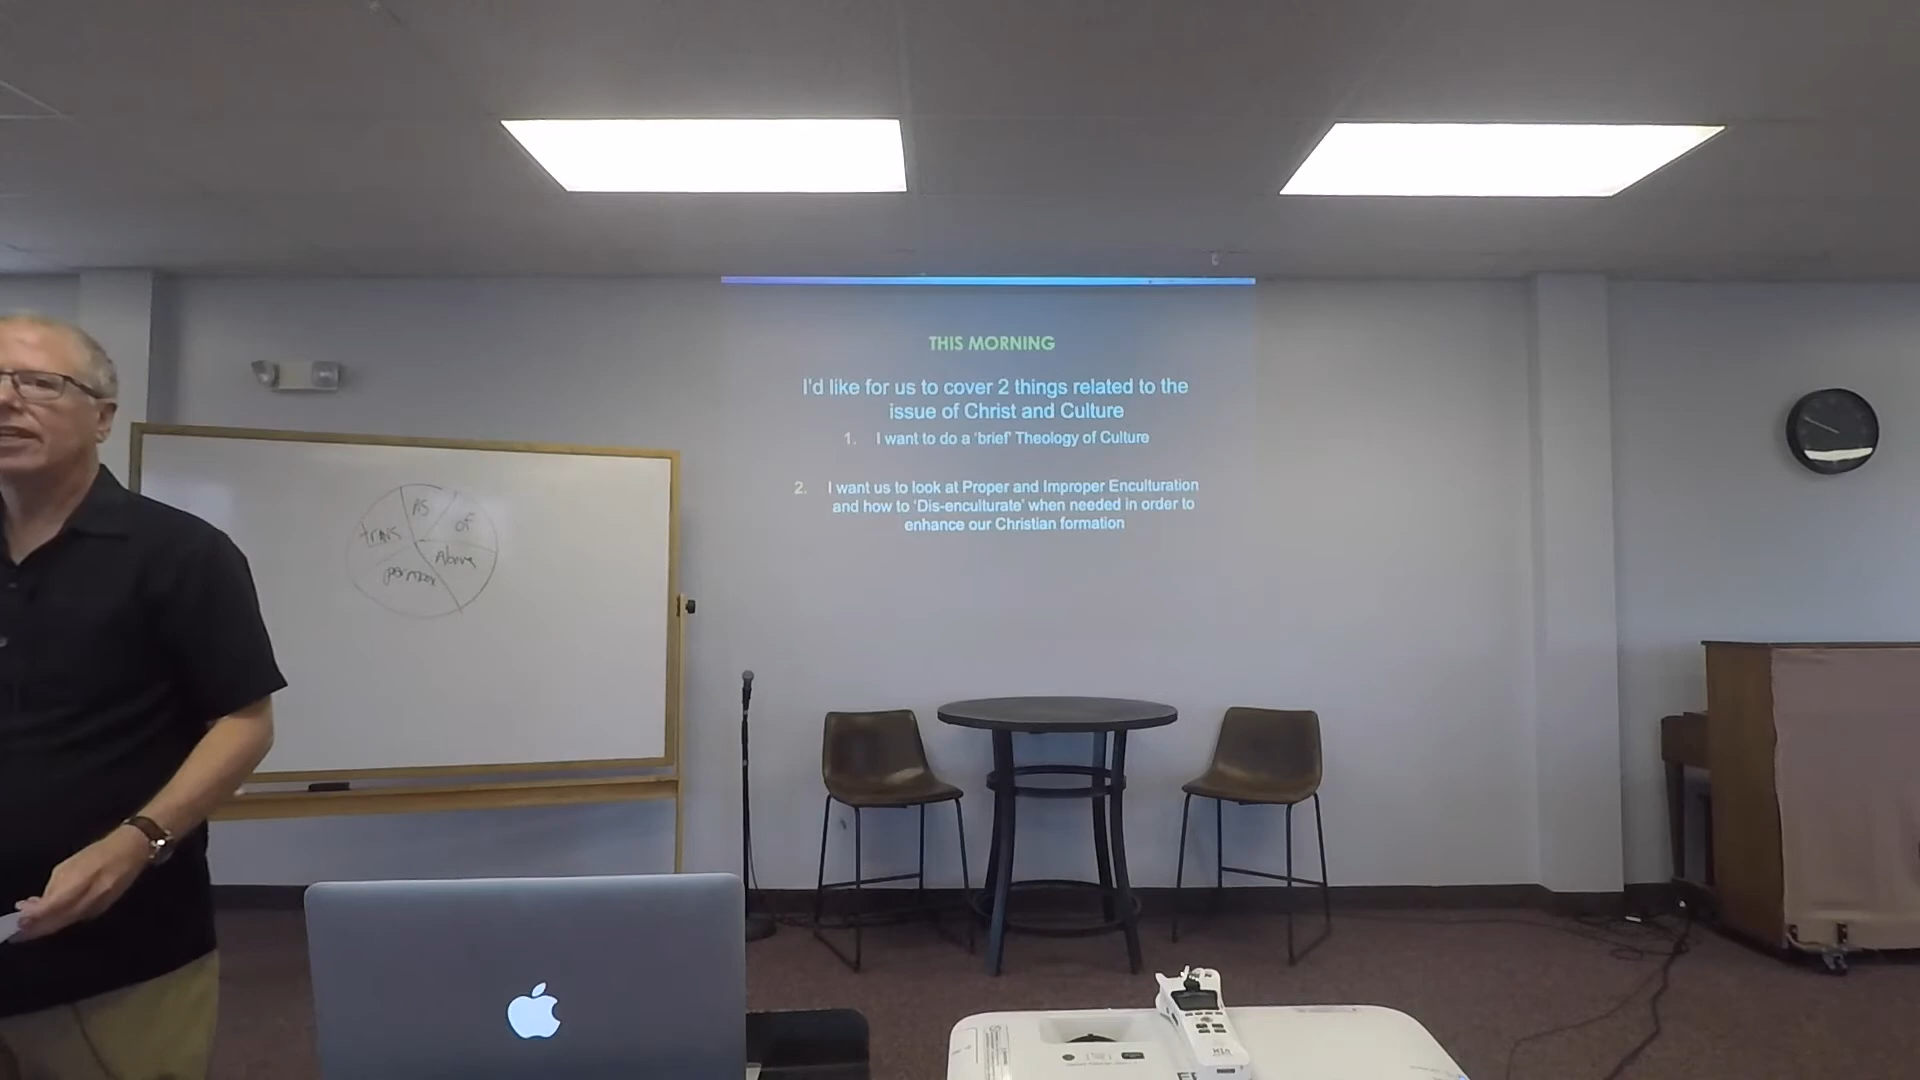 THIS MORNING
I'd like for us to cover 2 things related to the
issue of Christ and Culture
1. I want to do a 'brief' Theology of Culture
2. I want us to look at Proper and Improper Enculturation
and how to 'Dis-enculturate' when needed in order to
enhance our Christian formation
AS
of
trans
Above
H1n